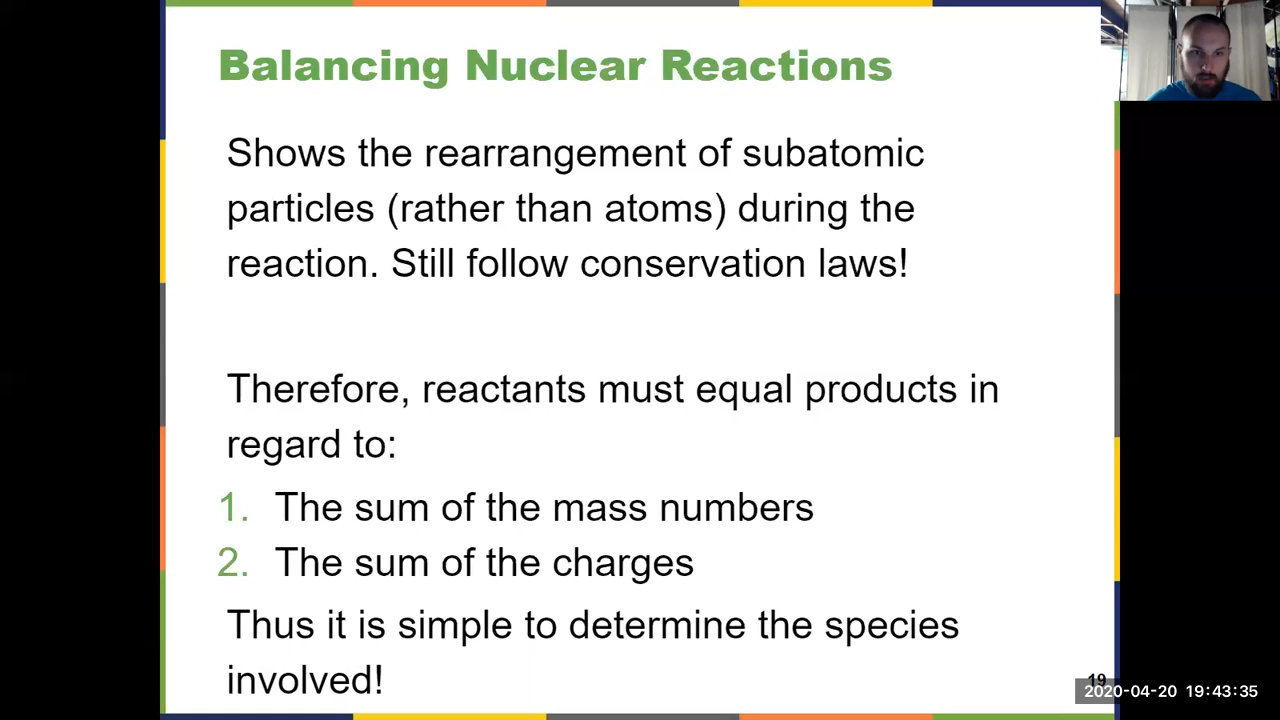 Balancing Nuclear Reactions
Shows the rearrangement of subatomic
particles (rather than atoms) during the
reaction. Still follow conservation laws!
Therefore, reactants must equal products in
regard to:
1. The sum of the mass numbers
2. The sum of the charges
Thus it is simple to determine the species
involved!
19
2020-04-20 19:43:35